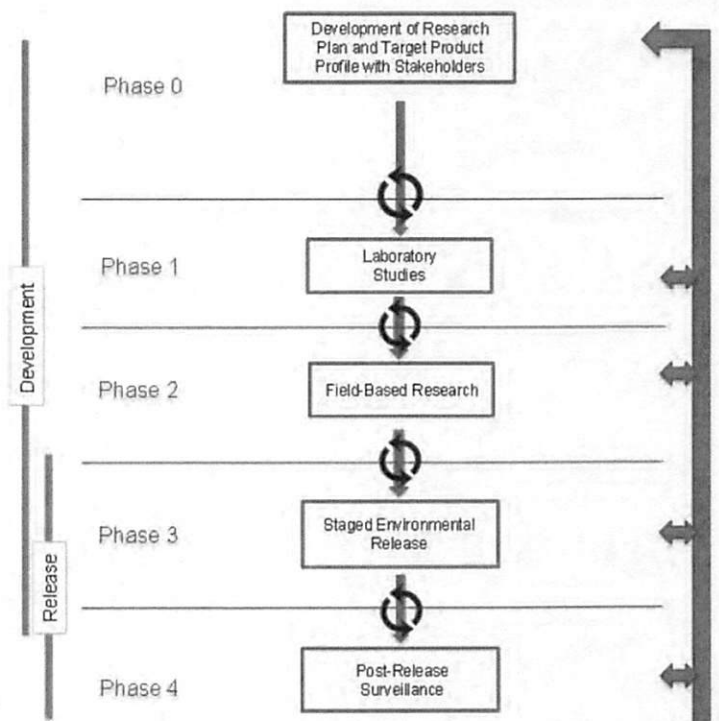 Development of Research
Plan and Target Product
Profile with Stakeholders
Phase 0
Phase 1
Laboratory
Studies
Development
Phase 2
Field-Based Research
Phase 3
Staged Environmental
Release
Release
Phase 4
Post-Release
Surveillance